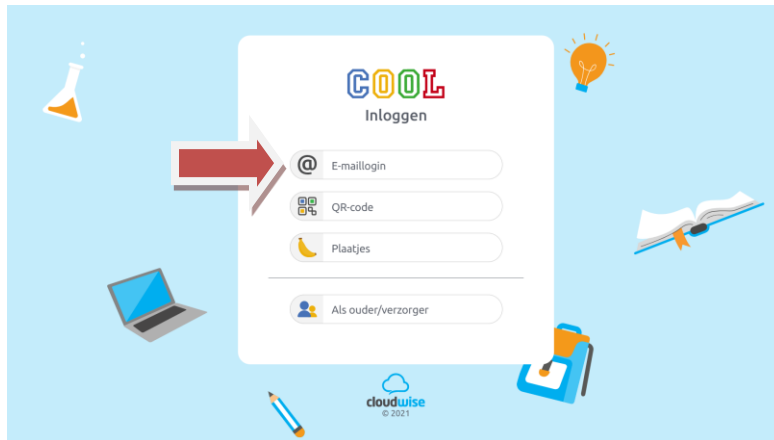 COOL
Inloggen
@ E-maillogin
QR-code
Plaatjes
Als ouder/verzorger
cloudwise
© 2021